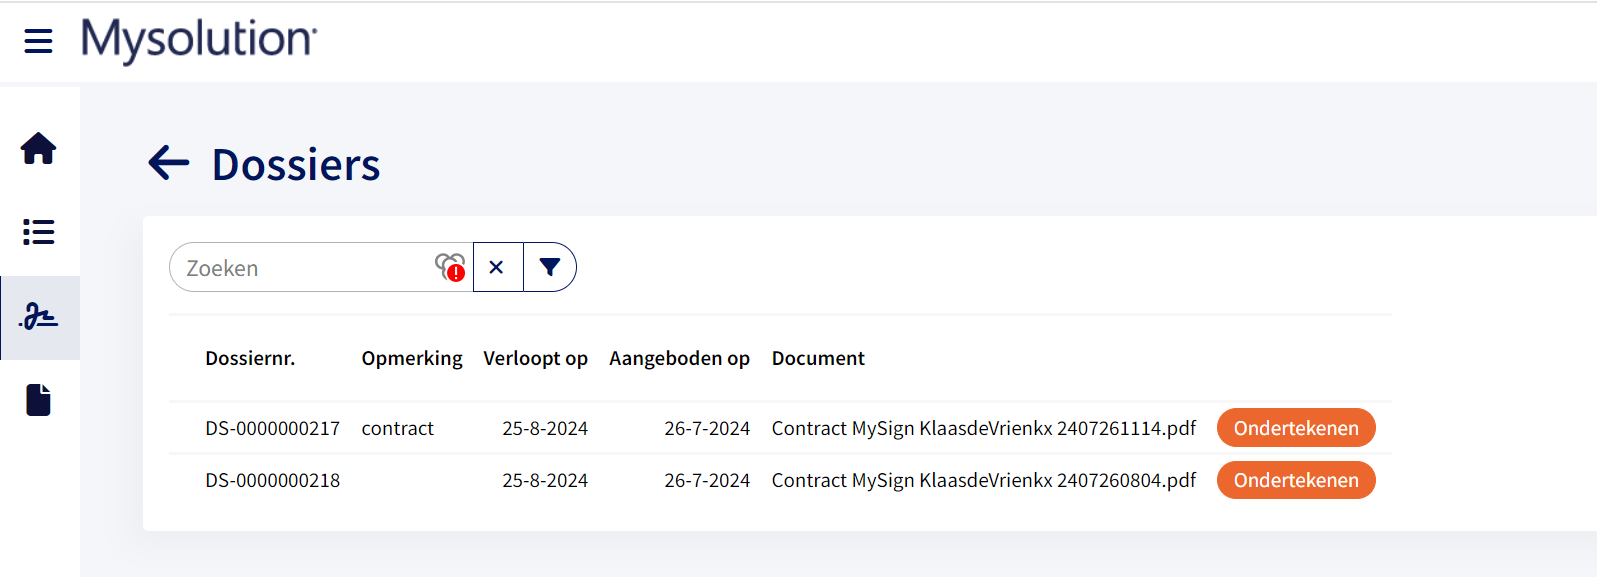 Mysolution
Dossiers
Zoeken
Dossiernr. Opmerking Verloopt op Aangeboden op Document
DS-0000000217 contract 25-8-2024 26-7-2024 Contract MySign KlaasdeVrienkx 2407261114.pdf Ondertekenen
DS-0000000218 25-8-2024 26-7-2024 Contract MySign KlaasdeVrienkx 2407260804.pdf Ondertekenen